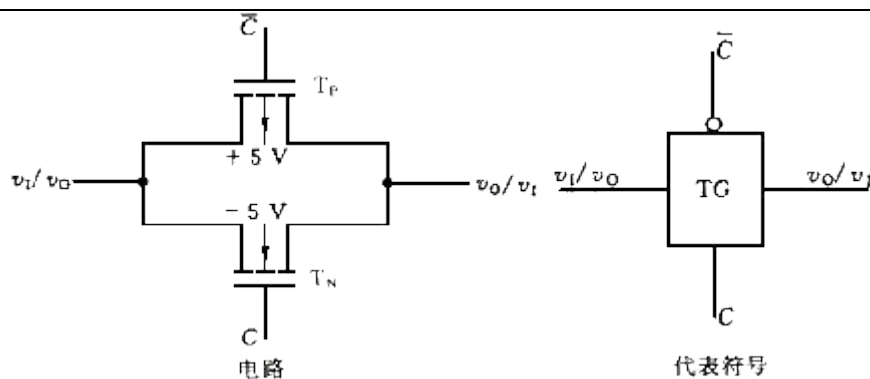 C̅
T_P
+ 5 V
v_I/v_O
v_O/v_I
- 5 V
T_N
C
电路
C̅
v_I/v_O
TG
v_O/v_I
C
代表符号